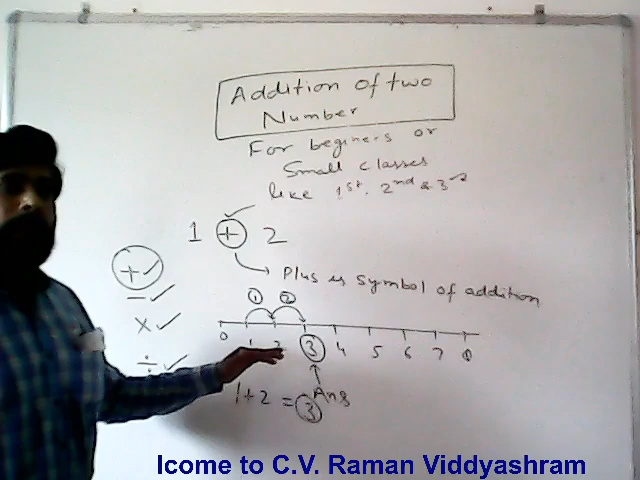 Addition of two
Number
For beginers or
Small classes
like 1st, 2nd & 3rd
1 + 2
Plus is symbol of addition
+ ✓
- ✓
× ✓
÷ ✓
1 2
0 1 2 3 4 5 6 7 8
Ans
1+2 = 3
Icome to C.V. Raman Viddyashram